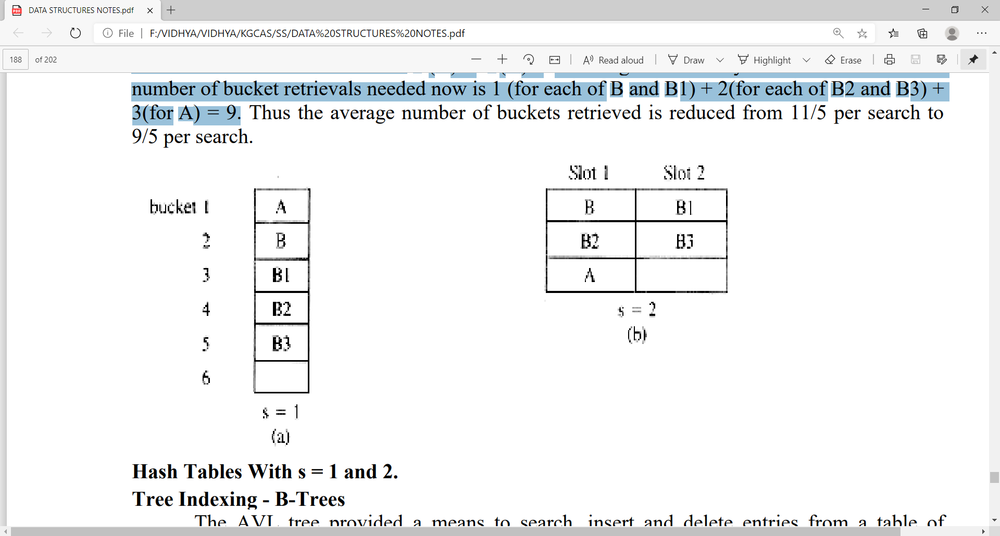 DATA STRUCTURES NOTES.pdf
File | F:/VIDHYA/VIDHYA/KGCAS/SS/DATA%20STRUCTURES%20NOTES.pdf
188 of 202
Read aloud
Draw
Highlight
Erase
number of bucket retrievals needed now is 1 (for each of B and B1) + 2(for each of B2 and B3) +
3(for A) = 9. Thus the average number of buckets retrieved is reduced from 11/5 per search to
9/5 per search.
bucket 1 A
2 B
3 B1
4 B2
5 B3
6
s = 1
(a)
Slot 1 Slot 2
B B1
B2 B3
A
s = 2
(b)
Hash Tables With s = 1 and 2.
Tree Indexing - B-Trees
The AVL tree provided a means to search, insert and delete entries from a table of